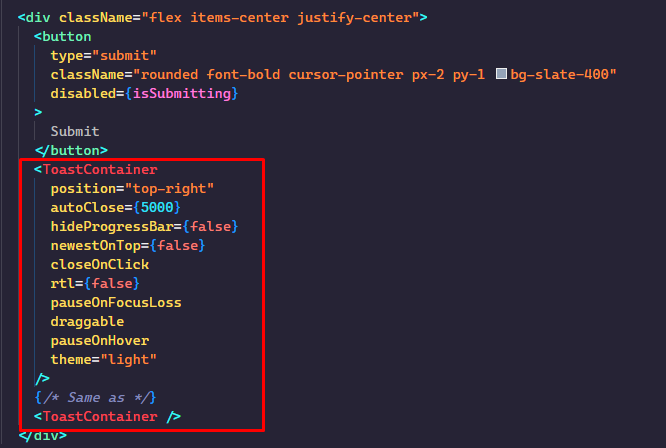 <div className="flex items-center justify-center">
<button
type="submit"
className="rounded font-bold cursor-pointer px-2 py-1 bg-slate-400"
disabled={isSubmitting}
>
Submit
</button>
<ToastContainer
position="top-right"
autoClose={5000}
hideProgressBar={false}
newestOnTop={false}
closeOnClick
rtl={false}
pauseOnFocusLoss
draggable
pauseOnHover
theme="light"
/>
{/* Same as */}
<ToastContainer />
</div>